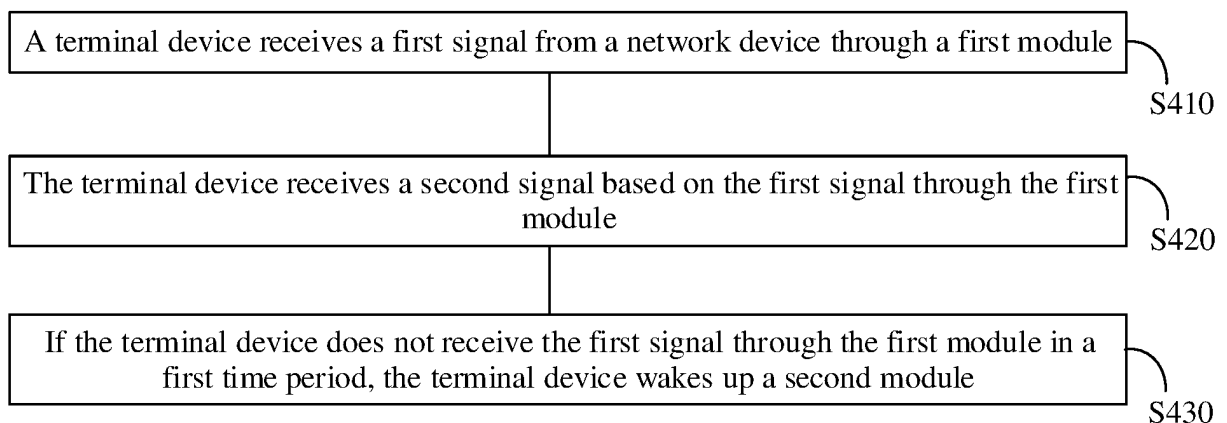 A terminal device receives a first signal from a network device through a first module
S410
The terminal device receives a second signal based on the first signal through the first
module
S420
If the terminal device does not receive the first signal through the first module in a
first time period, the terminal device wakes up a second module
S430